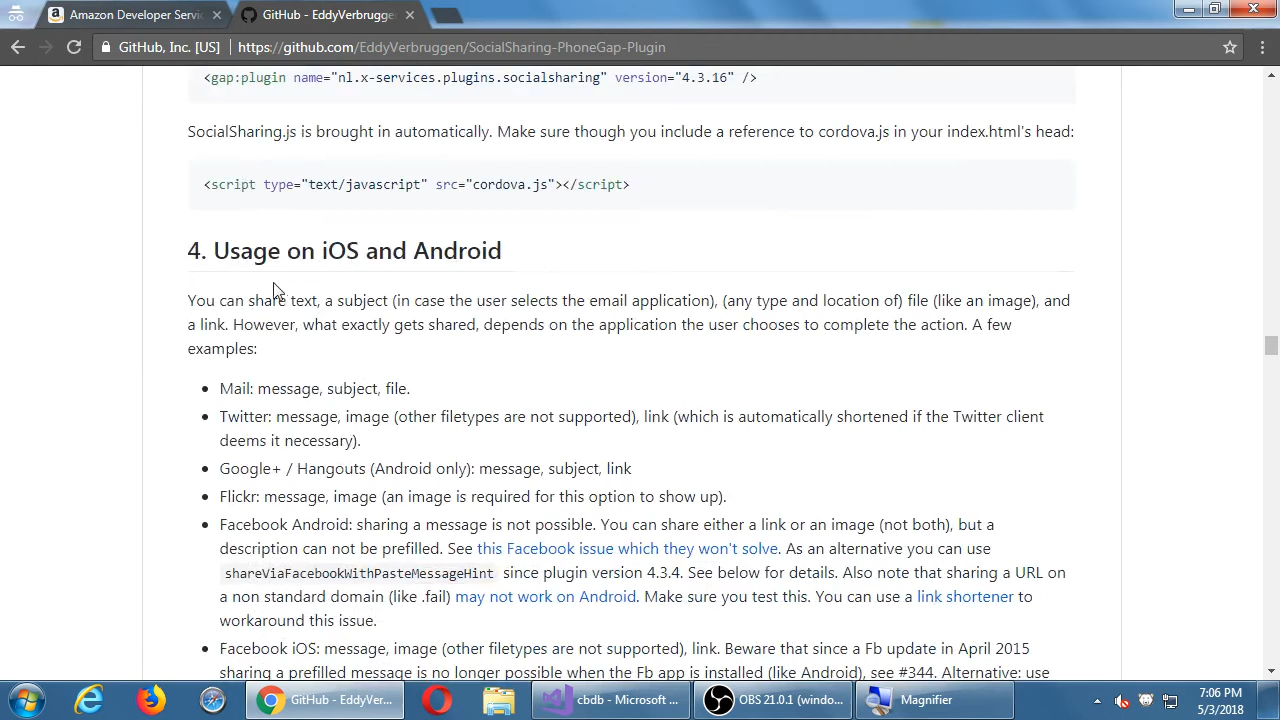 Amazon Developer Servic
GitHub - EddyVerbruggen
GitHub, Inc. [US]
https://github.com/EddyVerbruggen/SocialSharing-PhoneGap-Plugin
<gap:plugin name="nl.x-services.plugins.socialsharing" version="4.3.16" />
SocialSharing.js is brought in automatically. Make sure though you include a reference to cordova.js in your index.html's head:
<script type="text/javascript" src="cordova.js"></script>
4. Usage on iOS and Android
You can share text, a subject (in case the user selects the email application), (any type and location of) file (like an image), and
a link. However, what exactly gets shared, depends on the application the user chooses to complete the action. A few
examples:
• Mail: message, subject, file.
• Twitter: message, image (other filetypes are not supported), link (which is automatically shortened if the Twitter client
deems it necessary).
• Google+ / Hangouts (Android only): message, subject, link
• Flickr: message, image (an image is required for this option to show up).
• Facebook Android: sharing a message is not possible. You can share either a link or an image (not both), but a
description can not be prefilled. See this Facebook issue which they won't solve. As an alternative you can use
shareViaFacebookWithPasteMessageHint since plugin version 4.3.4. See below for details. Also note that sharing a URL on
a non standard domain (like .fail) may not work on Android. Make sure you test this. You can use a link shortener to
workaround this issue.
• Facebook iOS: message, image (other filetypes are not supported), link. Beware that since a Fb update in April 2015
sharing a prefilled message is no longer possible when the Fb app is installed (like Android), see #344. Alternative: use
GitHub - EddyVer...
cbdb - Microsoft ...
OBS 21.0.1 (windo...
Magnifier
7:06 PM
5/3/2018